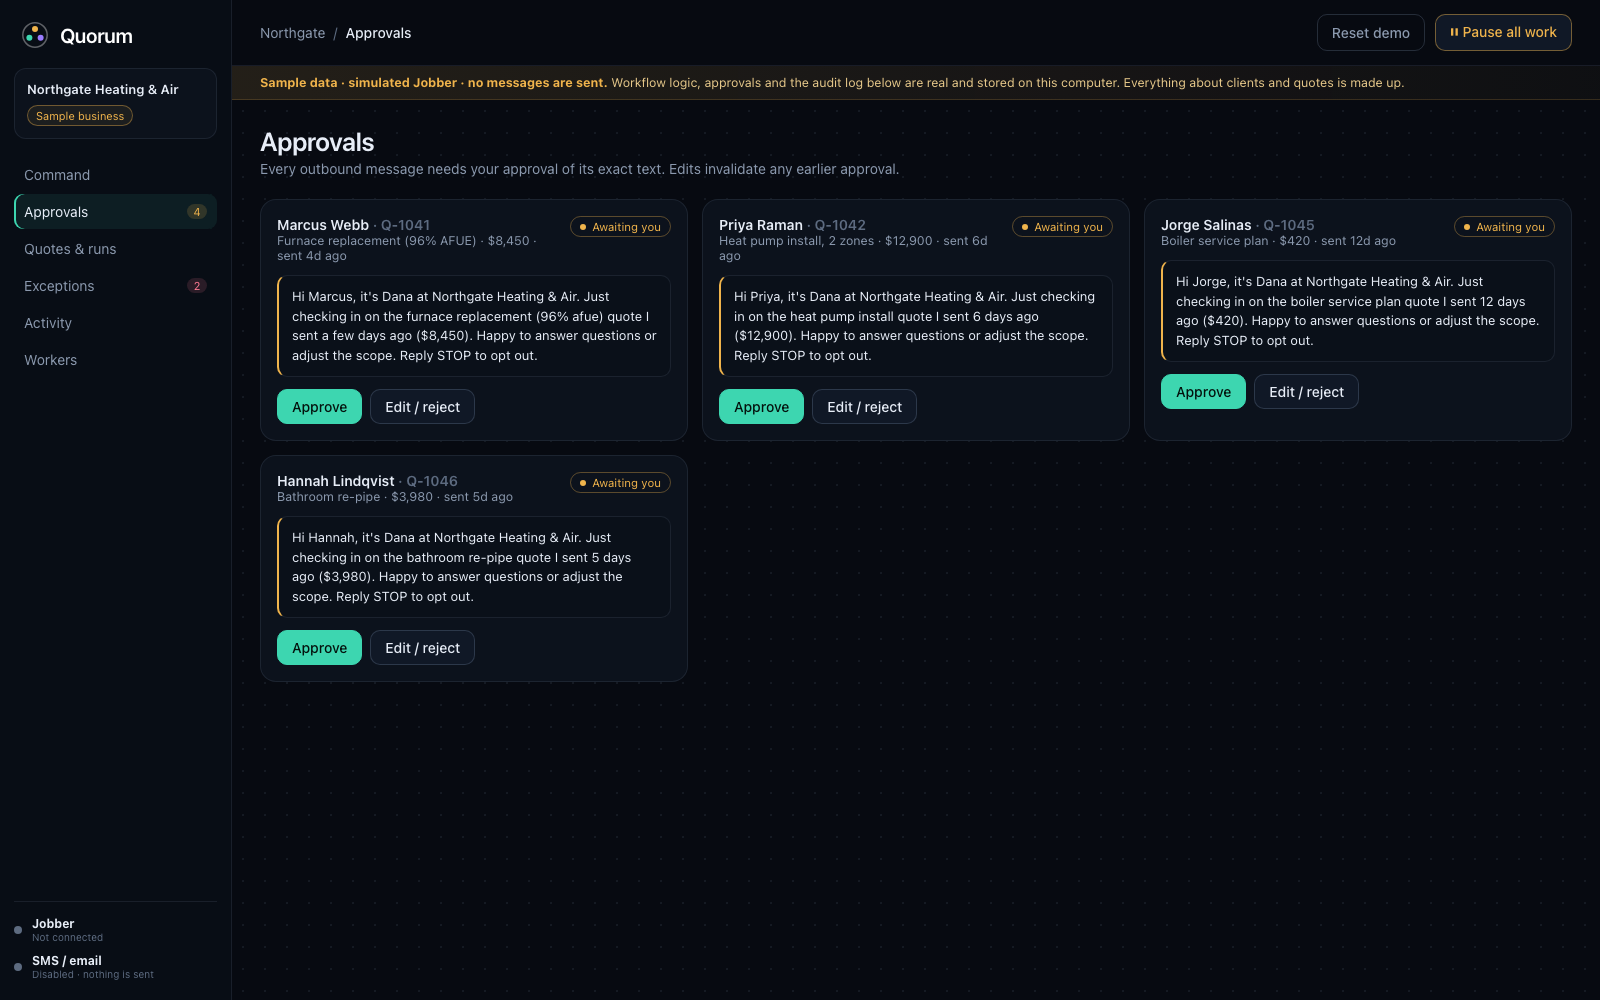 Quorum
Northgate Heating & Air
Sample business
Command
Approvals 4
Quotes & runs
Exceptions 2
Activity
Workers
Jobber
Not connected
SMS / email
Disabled · nothing is sent
Northgate / Approvals
Reset demo
Pause all work
Sample data · simulated Jobber · no messages are sent. Workflow logic, approvals and the audit log below are real and stored on this computer. Everything about clients and quotes is made up.
Approvals
Every outbound message needs your approval of its exact text. Edits invalidate any earlier approval.
Marcus Webb · Q-1041
Awaiting you
Furnace replacement (96% AFUE) · $8,450 ·
sent 4d ago
Hi Marcus, it's Dana at Northgate Heating & Air. Just
checking in on the furnace replacement (96% afue) quote I
sent a few days ago ($8,450). Happy to answer questions or
adjust the scope. Reply STOP to opt out.
Approve
Edit / reject
Priya Raman · Q-1042
Awaiting you
Heat pump install, 2 zones · $12,900 · sent 6d
ago
Hi Priya, it's Dana at Northgate Heating & Air. Just checking
in on the heat pump install quote I sent 6 days ago
($12,900). Happy to answer questions or adjust the scope.
Reply STOP to opt out.
Approve
Edit / reject
Jorge Salinas · Q-1045
Awaiting you
Boiler service plan · $420 · sent 12d ago
Hi Jorge, it's Dana at Northgate Heating & Air. Just
checking in on the boiler service plan quote I sent 12 days
ago ($420). Happy to answer questions or adjust the scope.
Reply STOP to opt out.
Approve
Edit / reject
Hannah Lindqvist · Q-1046
Awaiting you
Bathroom re-pipe · $3,980 · sent 5d ago
Hi Hannah, it's Dana at Northgate Heating & Air. Just
checking in on the bathroom re-pipe quote I sent 5 days
ago ($3,980). Happy to answer questions or adjust the
scope. Reply STOP to opt out.
Approve
Edit / reject